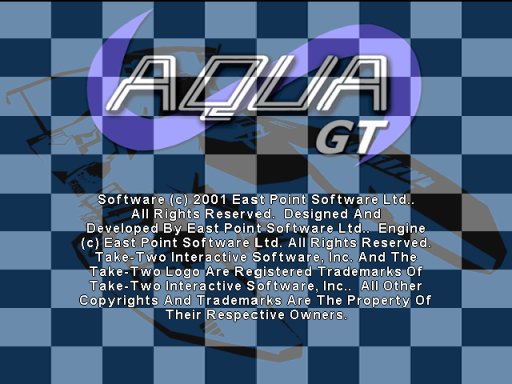 AQUA
GT
Software (c) 2001 East Point Software Ltd..
All Rights Reserved. Designed And
Developed By East Point Software Ltd.. Engine
(c) East Point Software Ltd. All Rights Reserved.
Take-Two Interactive Software, Inc. And The
Take-Two Logo Are Registered Trademarks Of
Take-Two Interactive Software, Inc.. All Other
Copyrights And Trademarks Are The Property Of
Their Respective Owners.